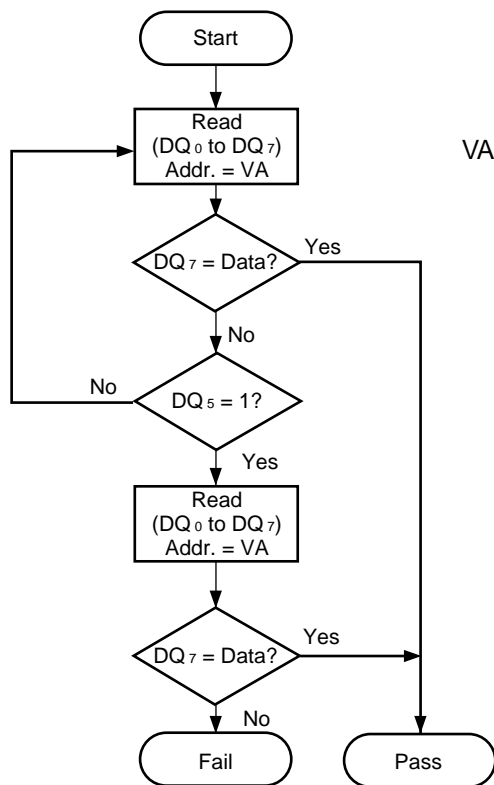 Start
Read
(DQ0 to DQ7)
Addr. = VA
VA
DQ7 = Data?
Yes
No
No
DQ5 = 1?
Yes
Read
(DQ0 to DQ7)
Addr. = VA
DQ7 = Data?
Yes
No
Fail
Pass